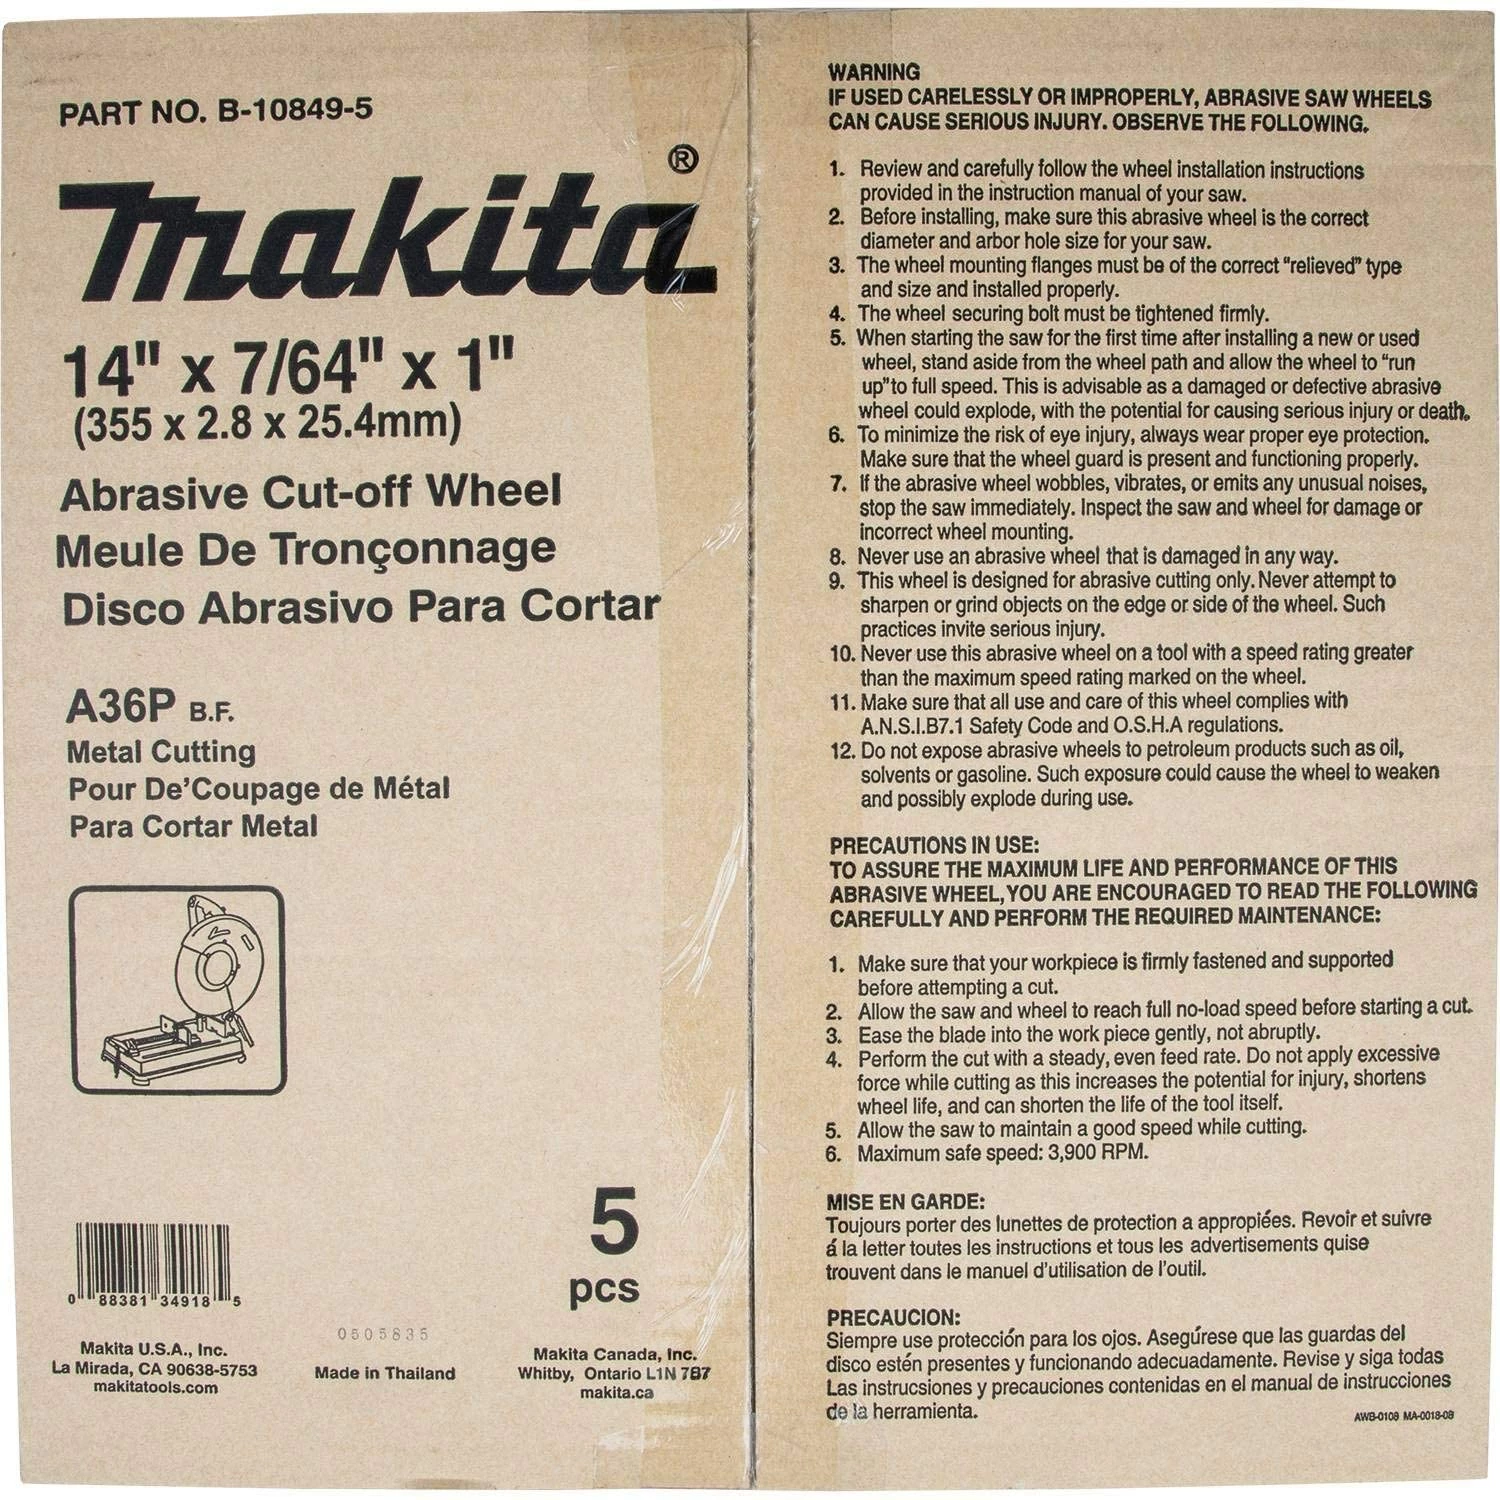 PART NO. B-10849-5
makita®
14" x 7/64" x 1"
(355 x 2.8 x 25.4mm)
Abrasive Cut-off Wheel
Meule De Tronçonnage
Disco Abrasivo Para Cortar
A36P B.F.
Metal Cutting
Pour De'Coupage de Métal
Para Cortar Metal
5
pcs
0 88381 34918 5
Makita U.S.A., Inc.
La Mirada, CA 90638-5753
makitatools.com
0505835
Made in Thailand
Makita Canada, Inc.
Whitby, Ontario L1N 7B7
makita.ca
WARNING
IF USED CARELESSLY OR IMPROPERLY, ABRASIVE SAW WHEELS
CAN CAUSE SERIOUS INJURY. OBSERVE THE FOLLOWING.
1. Review and carefully follow the wheel installation instructions
provided in the instruction manual of your saw.
2. Before installing, make sure this abrasive wheel is the correct
diameter and arbor hole size for your saw.
3. The wheel mounting flanges must be of the correct "relieved" type
and size and installed properly.
4. The wheel securing bolt must be tightened firmly.
5. When starting the saw for the first time after installing a new or used
wheel, stand aside from the wheel path and allow the wheel to "run
up"to full speed. This is advisable as a damaged or defective abrasive
wheel could explode, with the potential for causing serious injury or death.
6. To minimize the risk of eye injury, always wear proper eye protection.
Make sure that the wheel guard is present and functioning properly.
7. If the abrasive wheel wobbles, vibrates, or emits any unusual noises,
stop the saw immediately. Inspect the saw and wheel for damage or
incorrect wheel mounting.
8. Never use an abrasive wheel that is damaged in any way.
9. This wheel is designed for abrasive cutting only. Never attempt to
sharpen or grind objects on the edge or side of the wheel. Such
practices invite serious injury.
10. Never use this abrasive wheel on a tool with a speed rating greater
than the maximum speed rating marked on the wheel.
11. Make sure that all use and care of this wheel complies with
A.N.S.I.B7.1 Safety Code and O.S.H.A regulations.
12. Do not expose abrasive wheels to petroleum products such as oil,
solvents or gasoline. Such exposure could cause the wheel to weaken
and possibly explode during use.
PRECAUTIONS IN USE:
TO ASSURE THE MAXIMUM LIFE AND PERFORMANCE OF THIS
ABRASIVE WHEEL, YOU ARE ENCOURAGED TO READ THE FOLLOWING
CAREFULLY AND PERFORM THE REQUIRED MAINTENANCE:
1. Make sure that your workpiece is firmly fastened and supported
before attempting a cut.
2. Allow the saw and wheel to reach full no-load speed before starting a cut.
3. Ease the blade into the work piece gently, not abruptly.
4. Perform the cut with a steady, even feed rate. Do not apply excessive
force while cutting as this increases the potential for injury, shortens
wheel life, and can shorten the life of the tool itself.
5. Allow the saw to maintain a good speed while cutting.
6. Maximum safe speed: 3,900 RPM.
MISE EN GARDE:
Toujours porter des lunettes de protection a appropiées. Revoir et suivre
á la letter toutes les instructions et tous les advertisements quise
trouvent dans le manuel d'utilisation de l'outil.
PRECAUCION:
Siempre use protección para los ojos. Asegúrese que las guardas del
disco estén presentes y funcionando adecuadamente. Revise y siga todas
Las instrucsiones y precauciones contenidas en el manual de instrucciones
de la herramienta.
AWB-0108 MA-0018-08